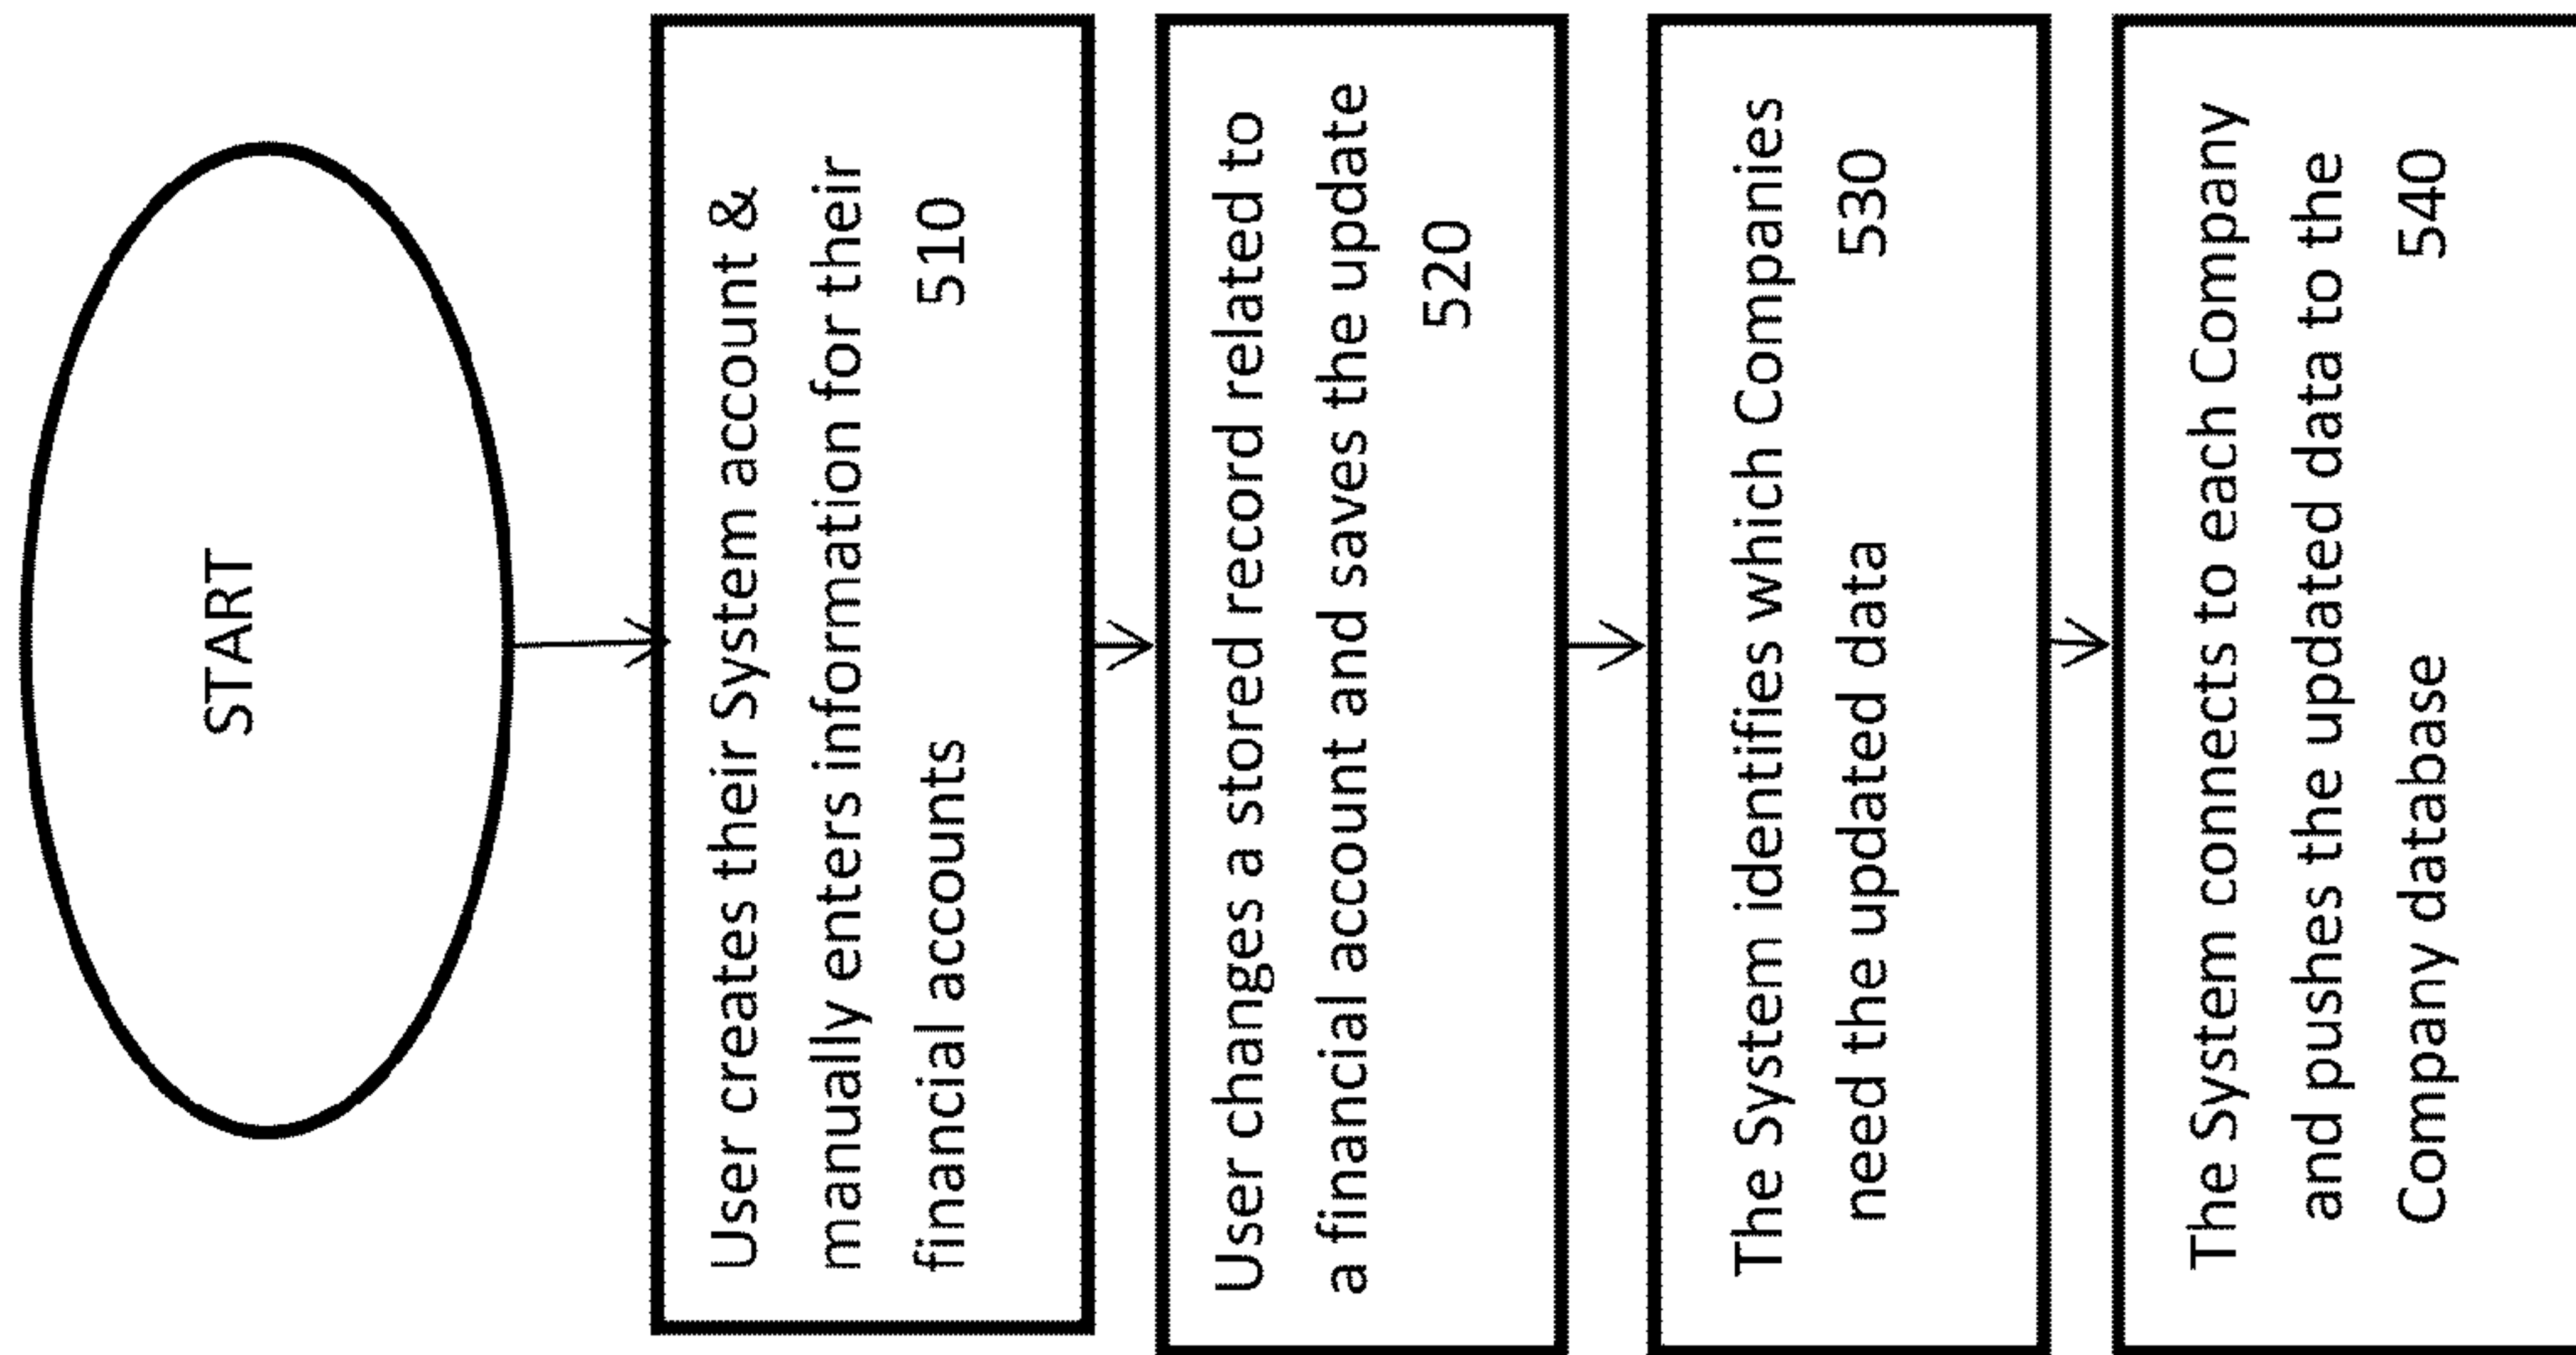 START
User creates their System account &
manually enters information for their
financial accounts 510
User changes a stored record related to
a financial account and saves the update
520
The System identifies which Companies
need the updated data 530
The System connects to each Company
and pushes the updated data to the
Company database 540